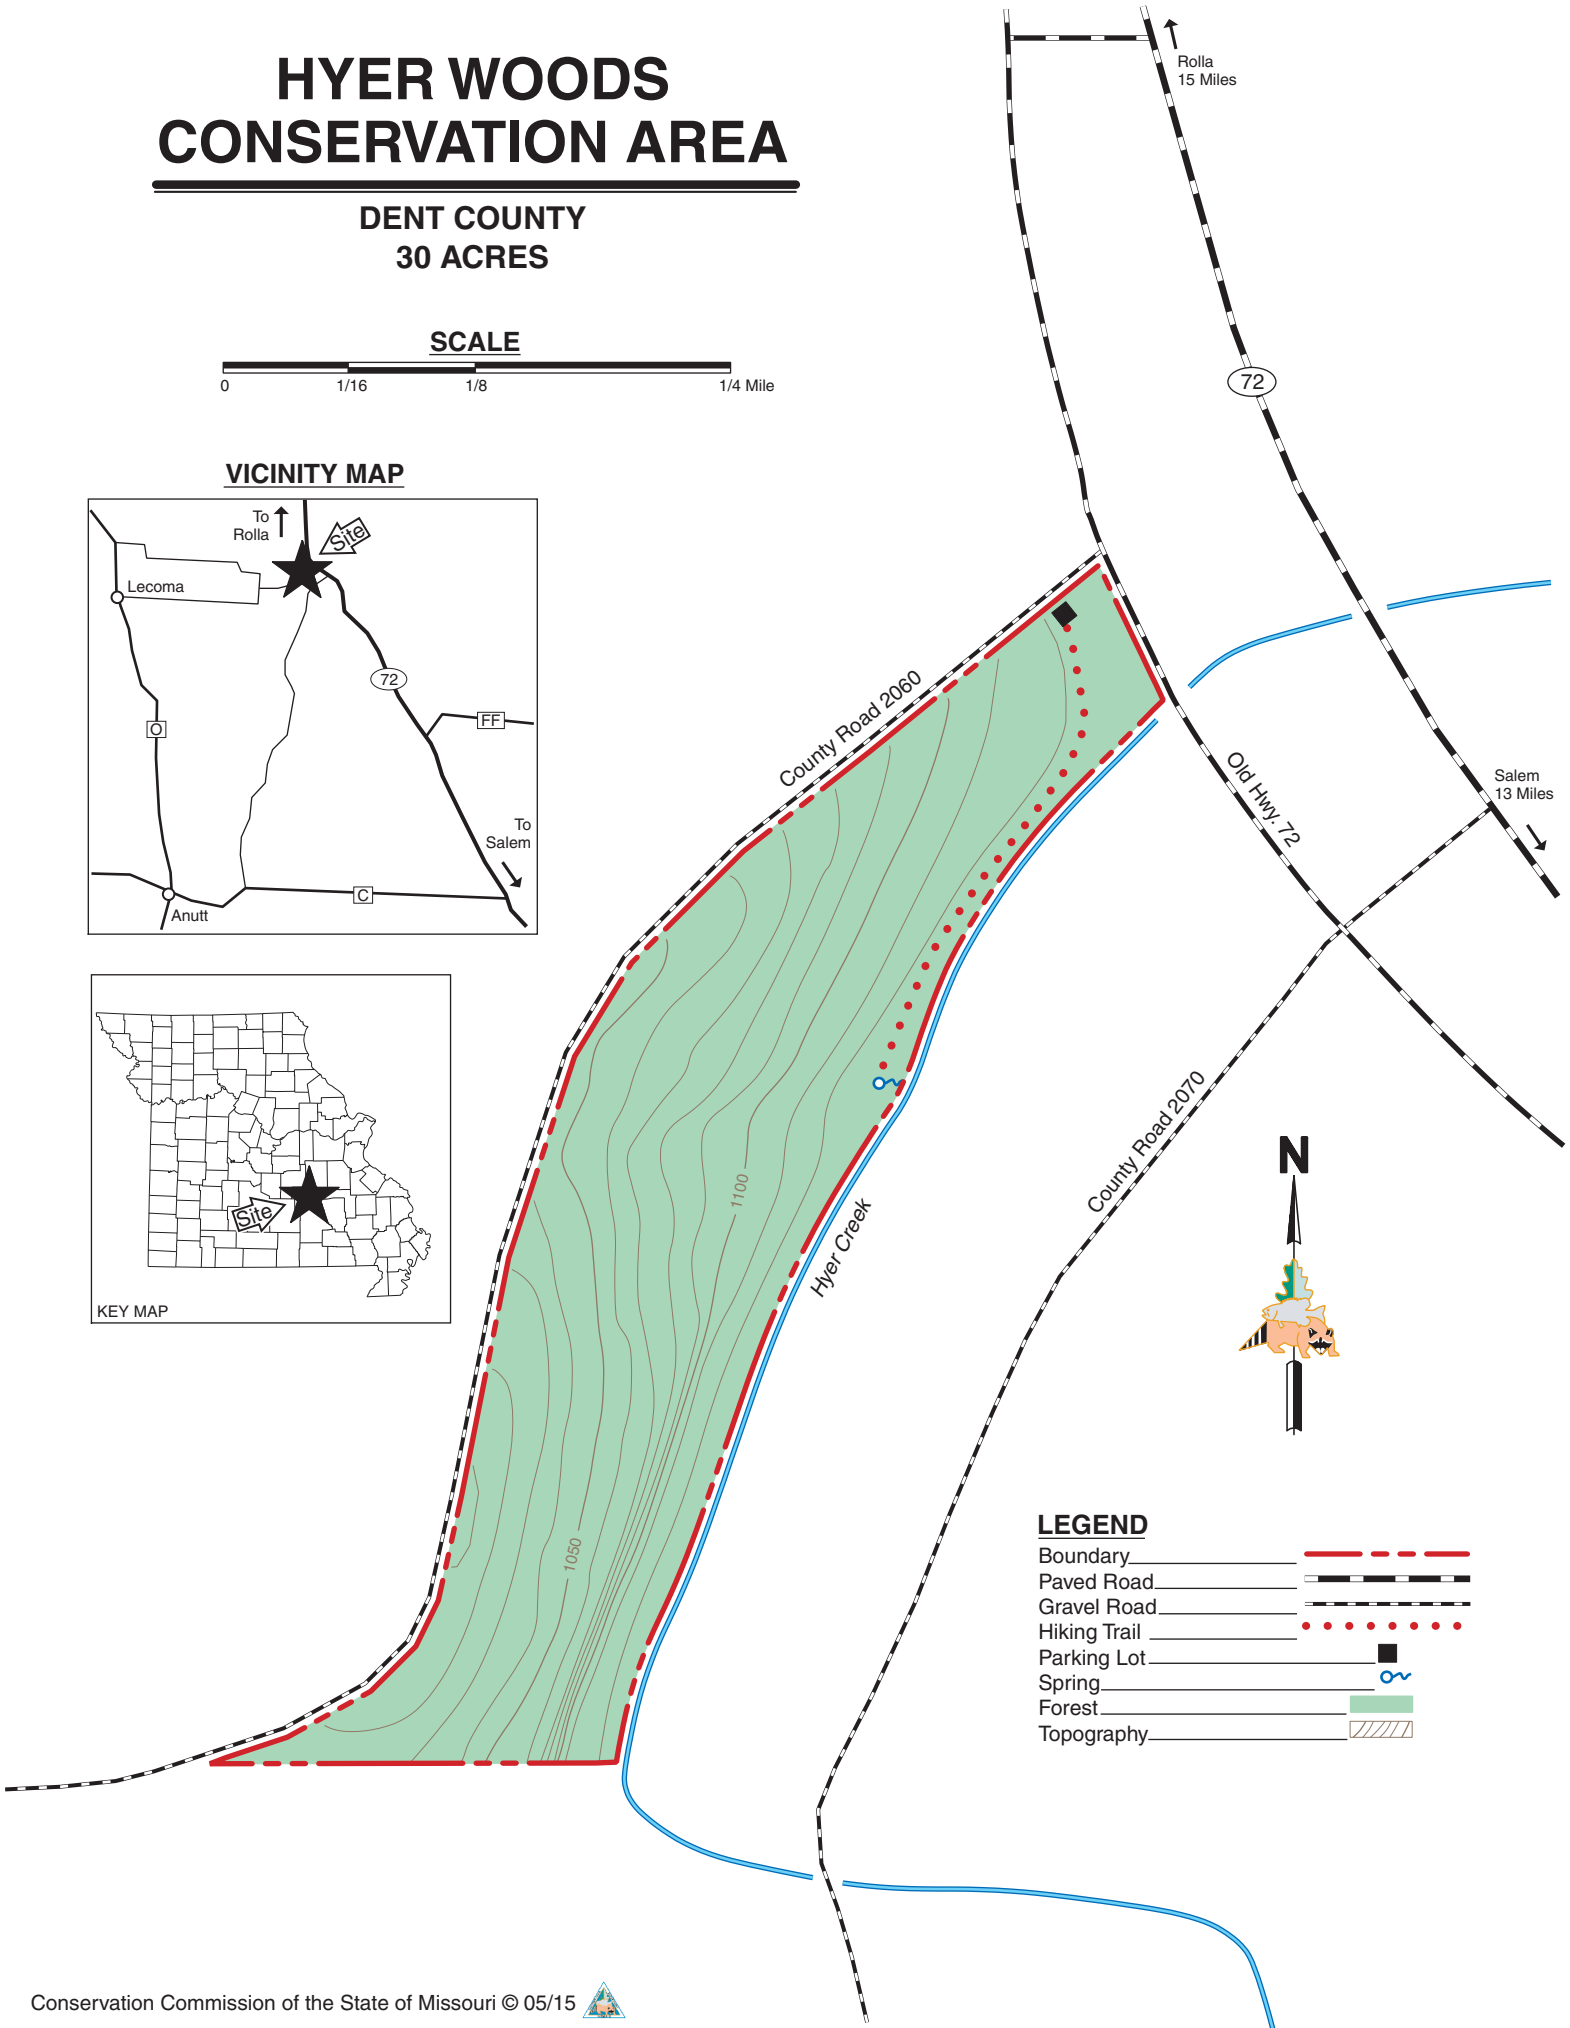 HYER WOODS
CONSERVATION AREA
DENT COUNTY
30 ACRES
SCALE
0 1/16 1/8 1/4 Mile
Rolla
15 Miles
72
VICINITY MAP
To
Rolla
Site
Lecoma
72
O
FF
To
Salem
C
Anutt
Site
KEY MAP
County Road 2060
Old Hwy. 72
Salem
13 Miles
County Road 2070
1100
Hyer Creek
1050
N
LEGEND
Boundary
Paved Road
Gravel Road
Hiking Trail
Parking Lot
Spring
Forest
Topography
Conservation Commission of the State of Missouri © 05/15